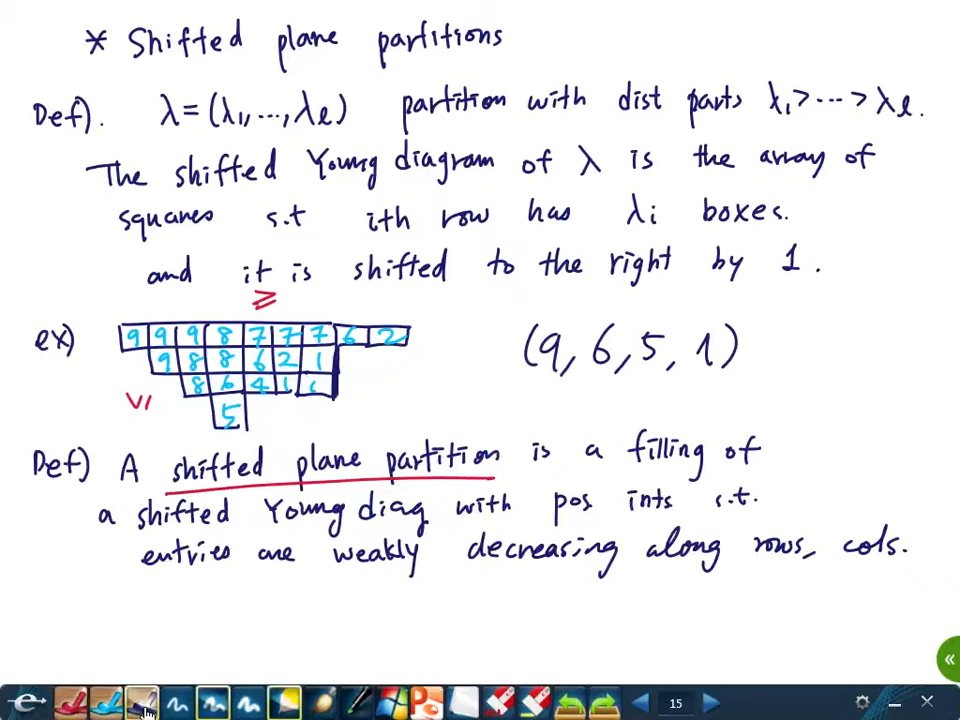 * Shifted plane partitions
Def). λ=(λ1,...,λℓ) partition with dist parts λ1>...>λℓ.
The shifted Young diagram of λ is the array of
squares s.t ith row has λi boxes.
and it is shifted to the right by 1.
≥
ex) 9 9 9 8 7 7 7 6 2 (9, 6, 5, 1)
9 8 8 6 2 1
8 6 4 1 1
VI
5
Def) A shifted plane partition is a filling of
a shifted Young diag with pos ints s.t.
entries are weakly decreasing along rows, cols.
15